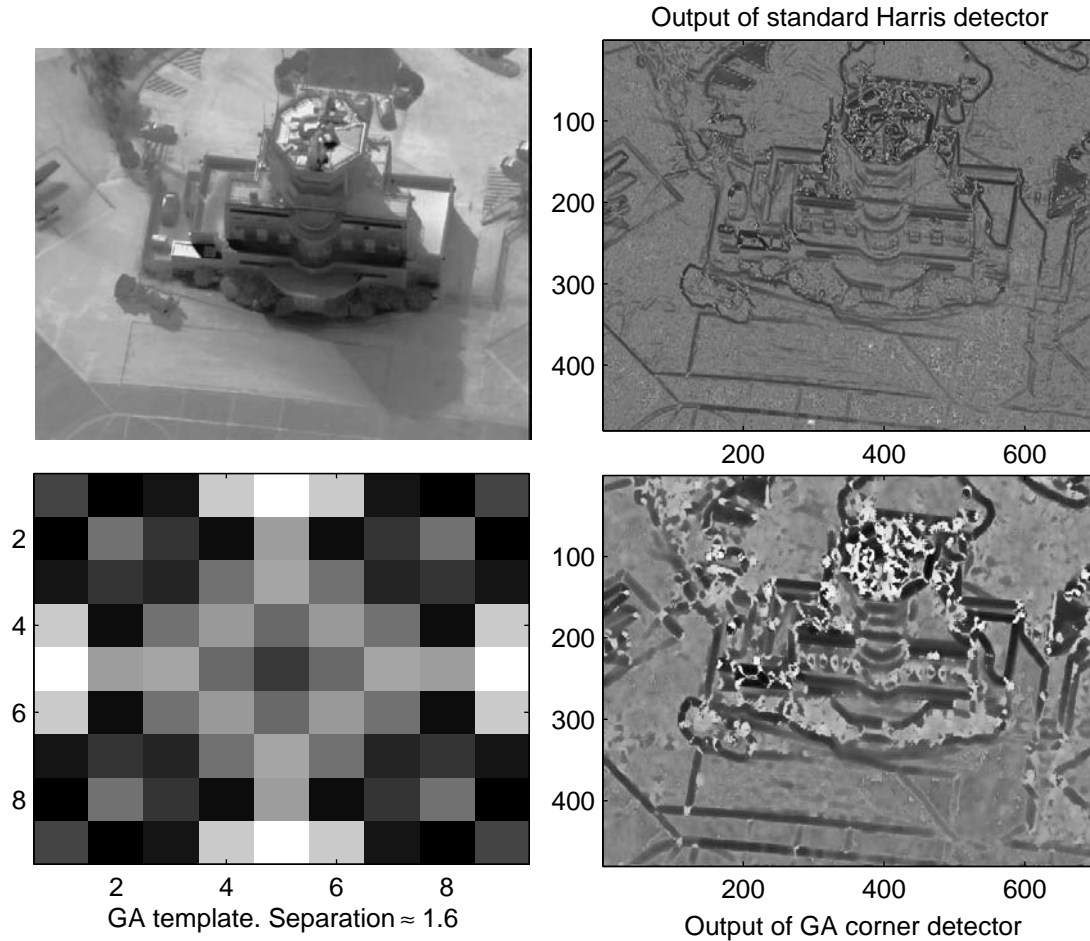 Output of standard Harris detector
100
200
300
400
200 400 600
2
4
6
8
2 4 6 8
GA template. Separation ≈ 1.6
100
200
300
400
200 400 600
Output of GA corner detector